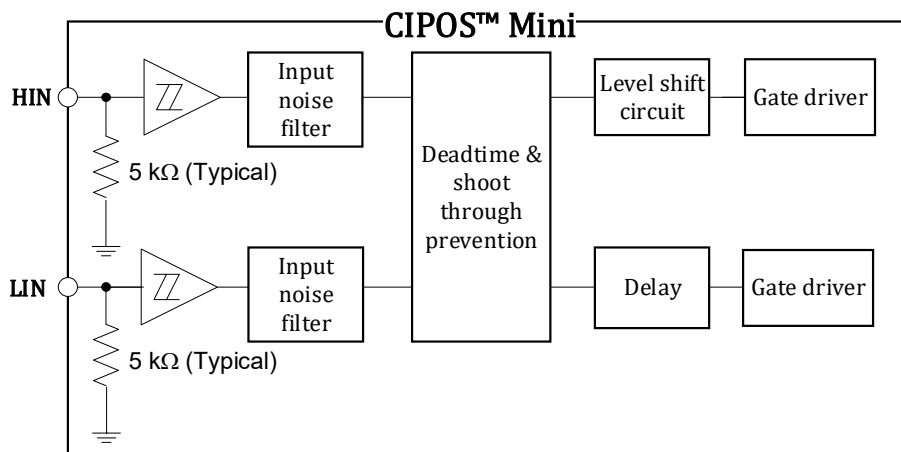 CIPOS™ Mini
HIN
Input
noise
filter
Level shift
circuit
Gate driver
5 kΩ (Typical)
Deadtime &
shoot
through
prevention
LIN
Input
noise
filter
Delay
Gate driver
5 kΩ (Typical)